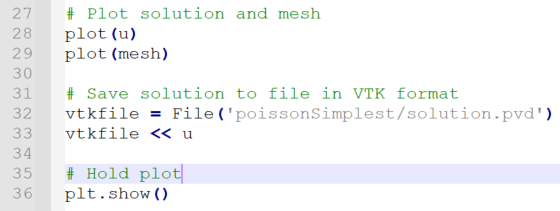 27 # Plot solution and mesh
28 plot(u)
29 plot(mesh)
30
31 # Save solution to file in VTK format
32 vtkfile = File('poissonSimplest/solution.pvd')
33 vtkfile << u
34
35 # Hold plot
36 plt.show()